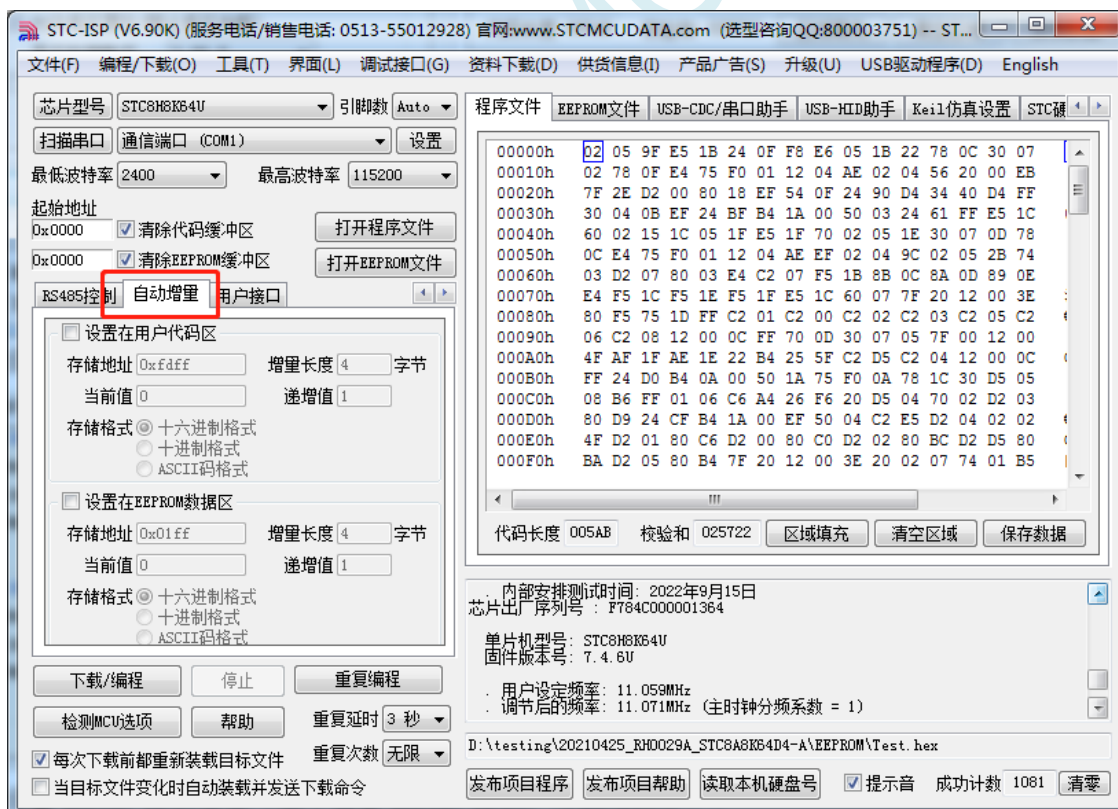 STC-ISP (V6.90K) (服务电话/销售电话: 0513-55012928) 官网:www.STCMCUDATA.com (选型咨询QQ:800003751) -- ST...
文件(F) 编程/下载(O) 工具(T) 界面(L) 调试接口(G) 资料下载(D) 供货信息(I) 产品广告(S) 升级(U) USB驱动程序(D) English
芯片型号 STC8H8K64U 引脚数 Auto
扫描串口 通信端口 (COM1) 设置
最低波特率 2400 最高波特率 115200
起始地址
0x0000 清除代码缓冲区 打开程序文件
0x0000 清除EEPROM缓冲区 打开EEPROM文件
RS485控制 自动增量 用户接口
设置在用户代码区
存储地址 0xfdff 增量长度 4 字节
当前值 0 递增值 1
存储格式 十六进制格式
十进制格式
ASCII码格式
设置在EEPROM数据区
存储地址 0x01ff 增量长度 4 字节
当前值 0 递增值 1
存储格式 十六进制格式
十进制格式
ASCII码格式
下载/编程 停止 重复编程
检测MCU选项 帮助 重复延时 3 秒
每次下载前都重新装载目标文件 重复次数 无限
当目标文件变化时自动装载并发送下载命令
程序文件 EEPROM文件 USB-CDC/串口助手 USB-HID助手 Keil仿真设置 STC硬
00000h 02 05 9F E5 1B 24 0F F8 E6 05 1B 22 78 0C 30 07
00010h 02 78 0F E4 75 F0 01 12 04 AE 02 04 56 20 00 EB
00020h 7F 2E D2 00 80 18 EF 54 0F 24 90 D4 34 40 D4 FF
00030h 30 04 0B EF 24 BF B4 1A 00 50 03 24 61 FF E5 1C
00040h 60 02 15 1C 05 1F E5 1F 70 02 05 1E 30 07 0D 78
00050h 0C E4 75 F0 01 12 04 AE EF 02 04 9C 02 05 2B 74
00060h 03 D2 07 80 03 E4 C2 07 F5 1B 8B 0C 8A 0D 89 0E
00070h E4 F5 1C F5 1E F5 1F E5 1C 60 07 7F 20 12 00 3E
00080h 80 F5 75 1D FF C2 01 C2 00 C2 02 C2 03 C2 05 C2
00090h 06 C2 08 12 00 0C FF 70 0D 30 07 05 7F 00 12 00
000A0h 4F AF 1F AE 1E 22 B4 25 5F C2 D5 C2 04 12 00 0C
000B0h FF 24 D0 B4 0A 00 50 1A 75 F0 0A 78 1C 30 D5 05
000C0h 08 B6 FF 01 06 C6 A4 26 F6 20 D5 04 70 02 D2 03
000D0h 80 D9 24 CF B4 1A 00 EF 50 04 C2 E5 D2 04 02 02
000E0h 4F D2 01 80 C6 D2 00 80 C0 D2 02 80 BC D2 D5 80
000F0h BA D2 05 80 B4 7F 20 12 00 3E 20 02 07 74 01 B5
代码长度 005AB 校验和 025722 区域填充 清空区域 保存数据
. 内部安排测试时间: 2022年9月15日
芯片出厂序列号 : F784C000001364
单片机型号: STC8H8K64U
固件版本号: 7.4.6U
. 用户设定频率: 11.059MHz
. 调节后的频率: 11.071MHz (主时钟分频系数 = 1)
D:\testing\20210425_RH0029A_STC8A8K64D4-A\EEPROM\Test.hex
发布项目程序 发布项目帮助 读取本机硬盘号 提示音 成功计数 1081 清零